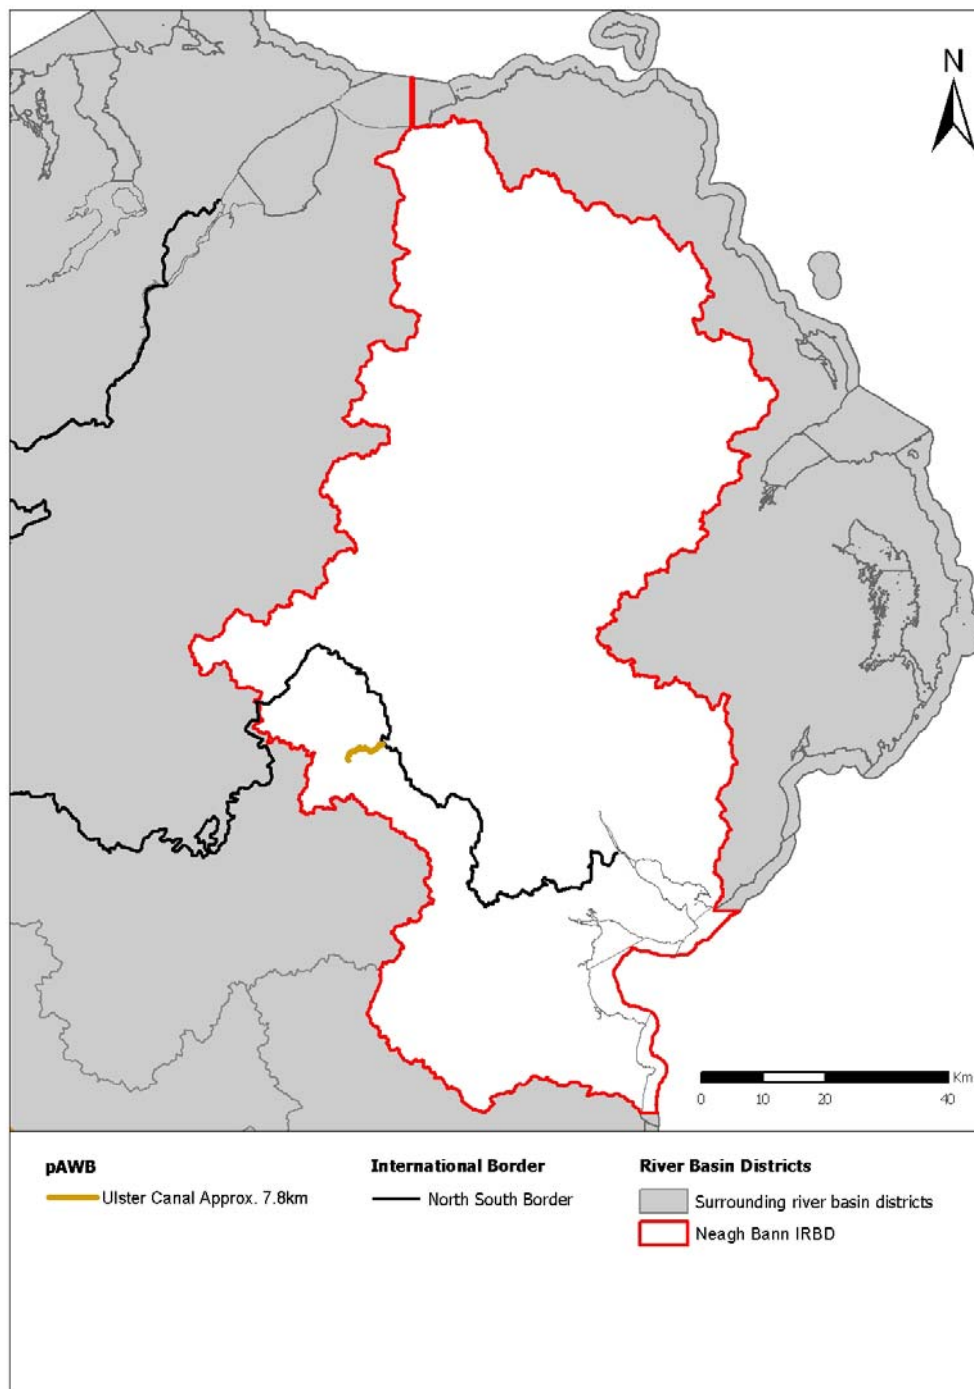 N
Km
0 10 20 40
pAWB
Ulster Canal Approx. 7.8km
International Border
North South Border
River Basin Districts
Surrounding river basin districts
Neagh Bann IRBD